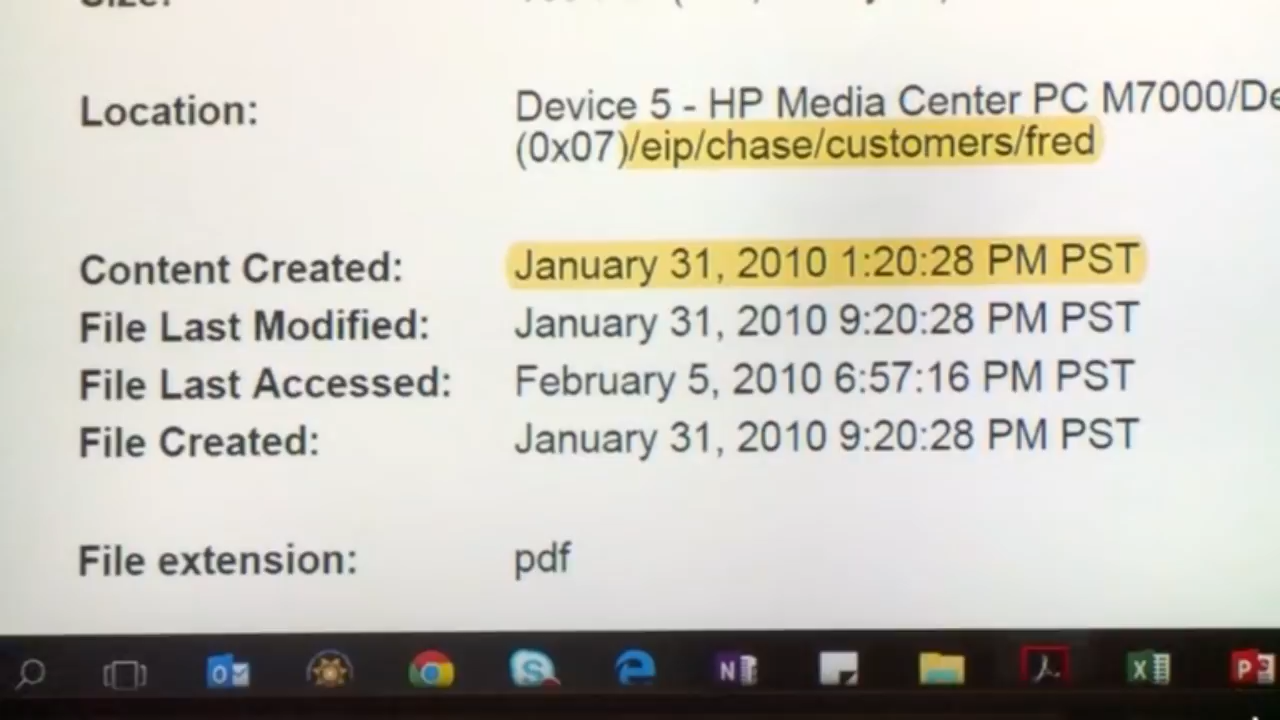 Location:
Device 5 - HP Media Center PC M7000/De
(0x07)/eip/chase/customers/fred
Content Created: January 31, 2010 1:20:28 PM PST
File Last Modified: January 31, 2010 9:20:28 PM PST
File Last Accessed: February 5, 2010 6:57:16 PM PST
File Created: January 31, 2010 9:20:28 PM PST
File extension: pdf